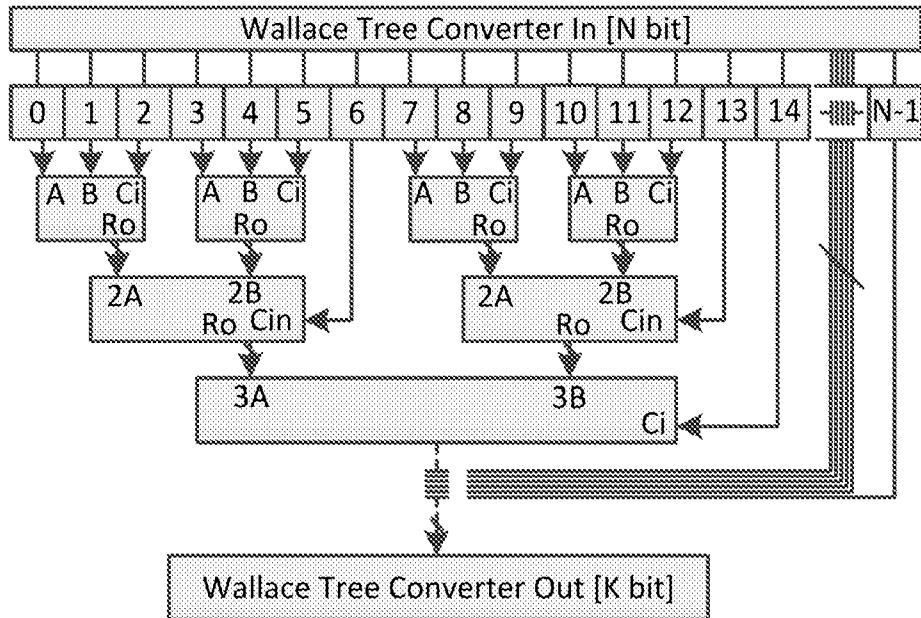 Wallace Tree Converter In [N bit]
0 1 2 3 4 5 6 7 8 9 10 11 12 13 14 N-1
A B Ci A B Ci A B Ci A B Ci
Ro Ro Ro Ro
2A 2B 2A 2B
Ro Cin Ro Cin
3A 3B
Ci
Wallace Tree Converter Out [K bit]